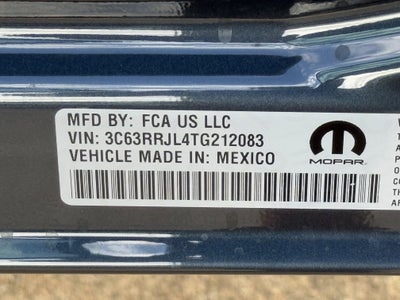 MFD BY: FCA US LLC
VIN: 3C63RRJL4TG212083
VEHICLE MADE IN: MEXICO
MOPAR